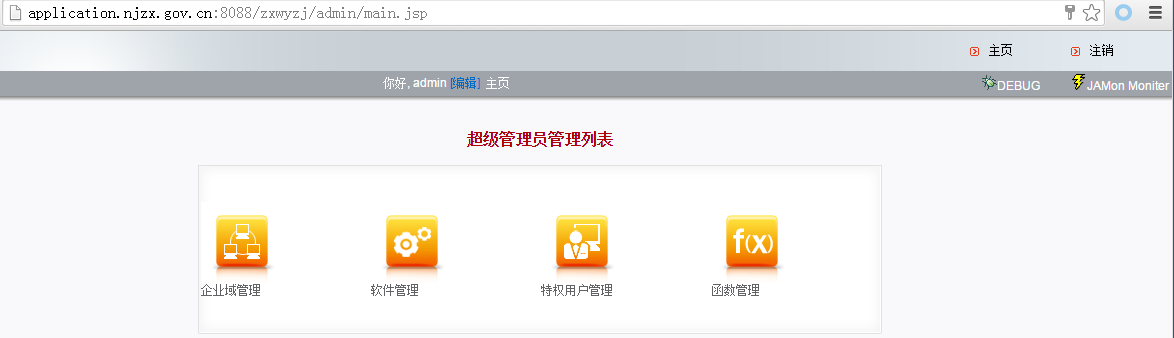 application.njzx.gov.cn:8088/zxwyzj/admin/main.jsp
主页 注销
你好, admin [编辑] 主页 DEBUG JAMon Moniter
超级管理员管理列表
f(x)
企业域管理 软件管理 特权用户管理 函数管理